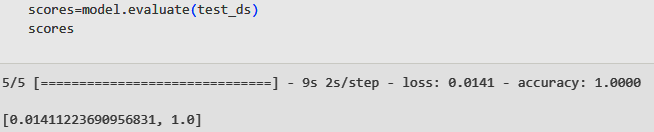 scores=model.evaluate(test_ds)
scores
5/5 [==============================] - 9s 2s/step - loss: 0.0141 - accuracy: 1.0000
[0.01411223690956831, 1.0]